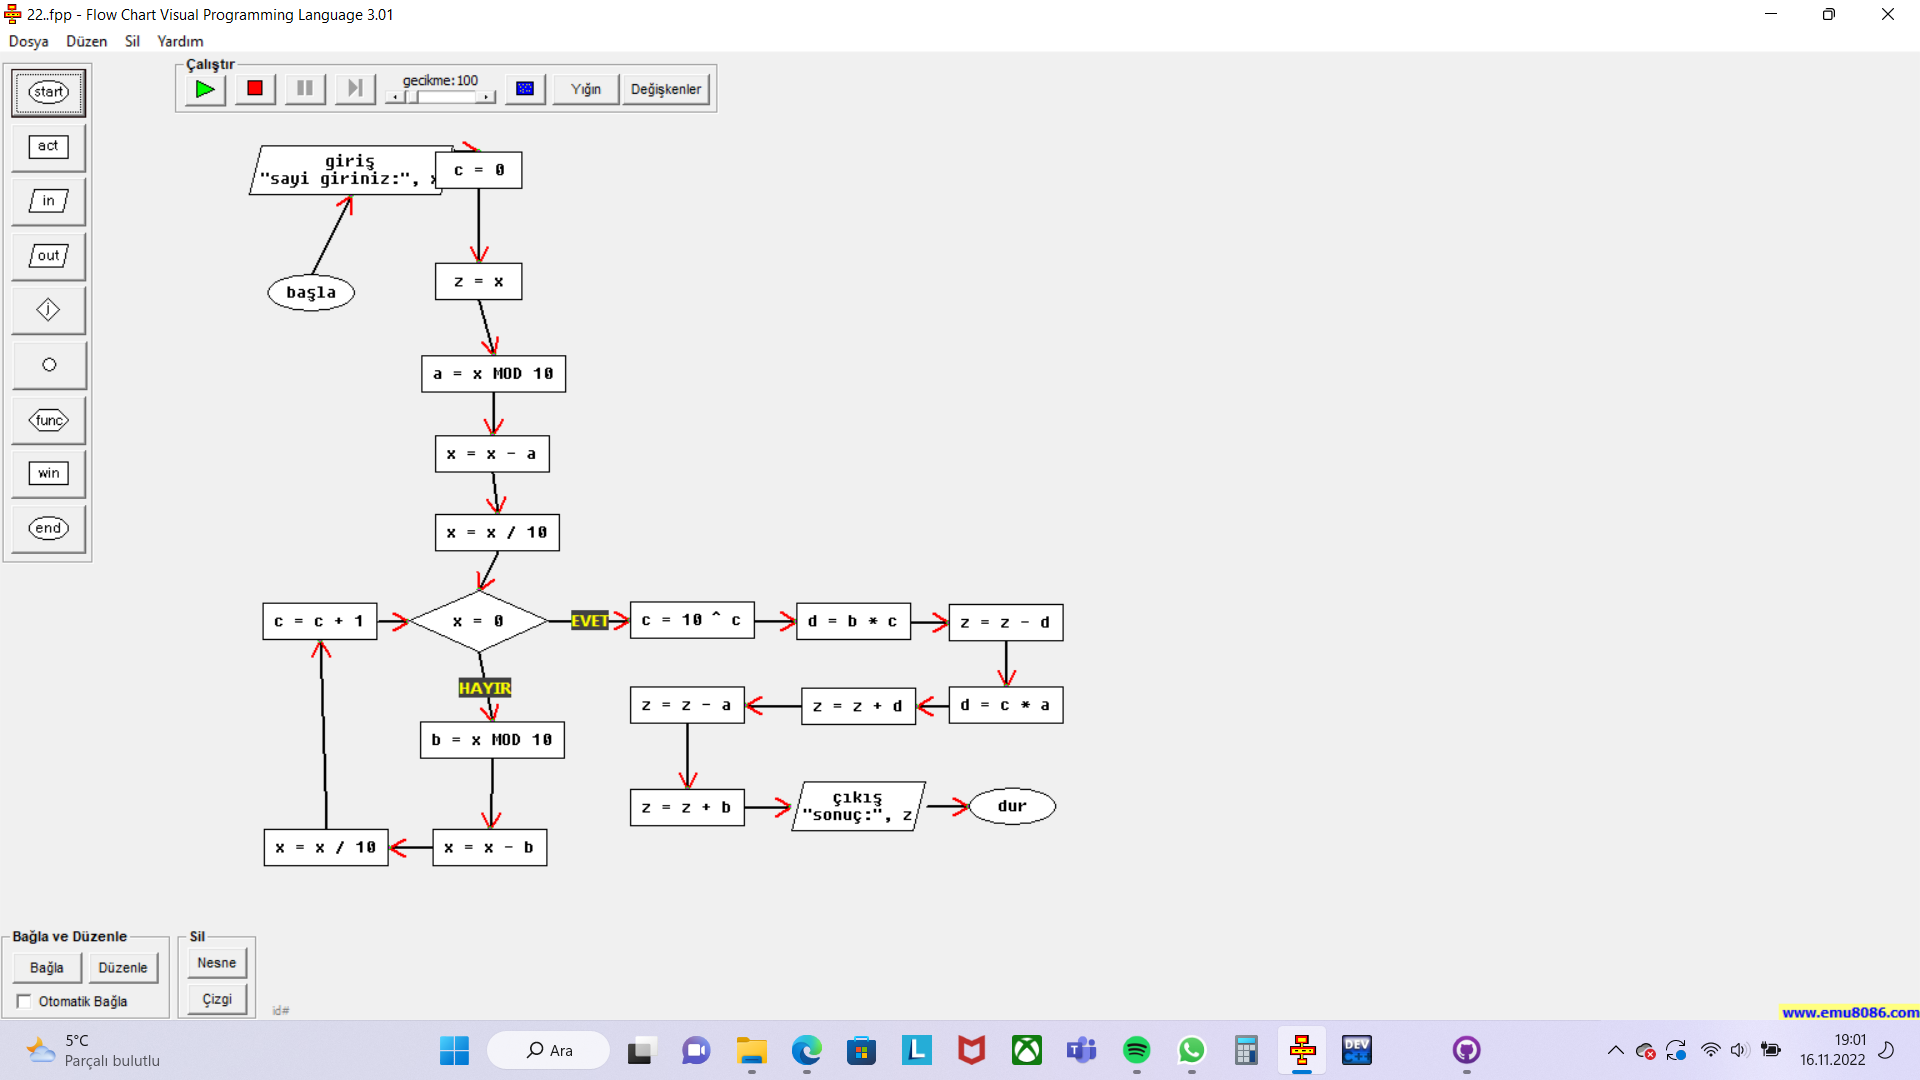 22..fpp - Flow Chart Visual Programming Language 3.01
Dosya Düzen Sil Yardım
Çalıştır
gecikme:100
Yığın
Değişkenler
start
act
in
out
j
func
win
end
giriş
"sayi giriniz:", x
c = 0
başla
z = x
a = x MOD 10
x = x - a
x = x / 10
c = c + 1
x = 0
EVET
c = 10 ^ c
d = b * c
z = z - d
HAYIR
z = z - a
z = z + d
d = c * a
b = x MOD 10
z = z + b
çıkış
"sonuç:", z
dur
x = x / 10
x = x - b
Bağla ve Düzenle
Bağla
Düzenle
Otomatik Bağla
Sil
Nesne
Çizgi
id#
www.emu8086.com
5°C
Parçalı bulutlu
Ara
L
DEV
C++
19:01
16.11.2022